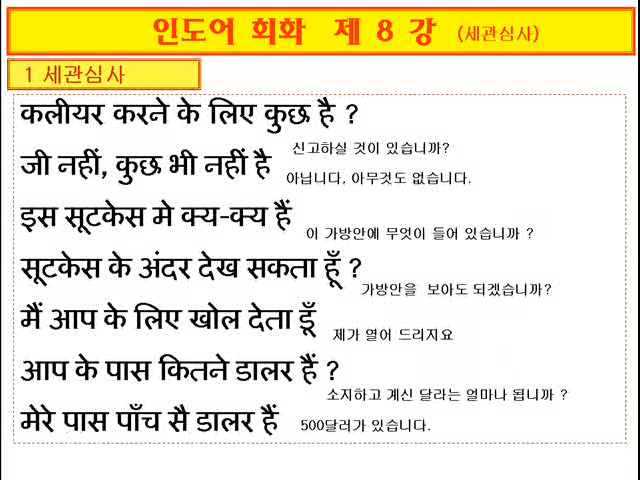 인도어 회화 제 8 강 (세관심사)
1 세관심사
कलीयर करने के लिए कुछ है ?
신고하실 것이 있습니까?
जी नहीं, कुछ भी नहीं है
아닙니다, 아무것도 없습니다.
इस सूटकेस मे क्य-क्य हैं
이 가방안에 무엇이 들어 있습니까 ?
सूटकेस के अंदर देख सकता हूँ ?
가방안을 보아도 되겠습니까?
मैं आप के लिए खोल देता डूँ
제가 열어 드리지요
आप के पास कितने डालर हैं ?
소지하고 계신 달라는 얼마나 됩니까 ?
मेरे पास पाँच सै डालर हैं
500달러가 있습니다.